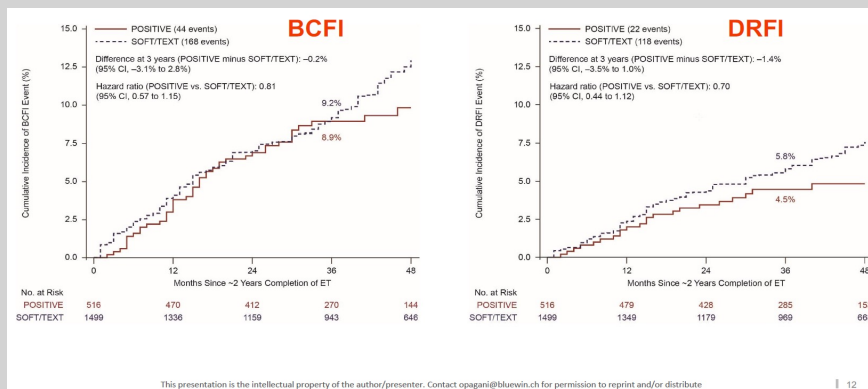 BCFI
POSITIVE (44 events)
SOFT/TEXT (168 events)
Difference at 3 years (POSITIVE minus SOFT/TEXT): –0.2%
(95% CI, –3.1% to 2.8%)
Hazard ratio (POSITIVE vs. SOFT/TEXT): 0.81
(95% CI, 0.57 to 1.15)
Cumulative Incidence of BCFI Event (%)
15.0
12.5
10.0
7.5
5.0
2.5
0.0
9.2%
8.9%
0 12 24 36 48
Months Since ~2 Years Completion of ET
No. at Risk
POSITIVE 516 470 412 270 144
SOFT/TEXT 1499 1336 1159 943 646
DRFI
POSITIVE (22 events)
SOFT/TEXT (118 events)
Difference at 3 years (POSITIVE minus SOFT/TEXT): –1.4%
(95% CI, –3.5% to 1.0%)
Hazard ratio (POSITIVE vs. SOFT/TEXT): 0.70
(95% CI, 0.44 to 1.12)
Cumulative Incidence of DRFI Event (%)
15.0
12.5
10.0
7.5
5.0
2.5
0.0
5.8%
4.5%
0 12 24 36 48
Months Since ~2 Years Completion of ET
No. at Risk
POSITIVE 516 479 428 285
SOFT/TEXT 1499 1349 1179 969
This presentation is the intellectual property of the author/presenter. Contact opagani@bluewin.ch for permission to reprint and/or distribute
12